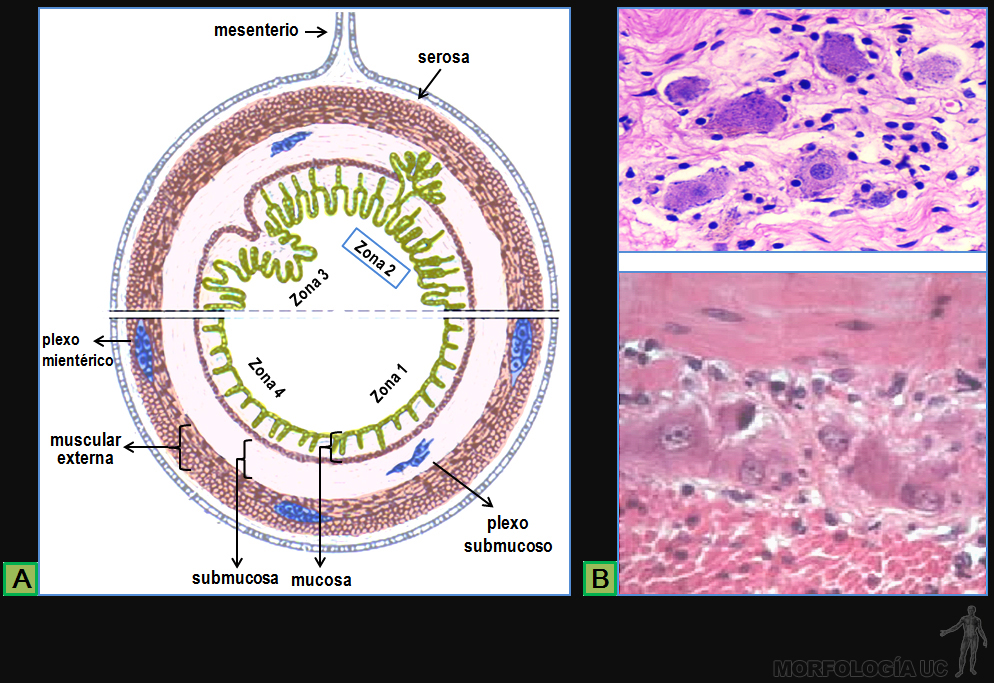 mesenterio
serosa
Zona 2
Zona 3
plexo
mientérico
Zona 4
Zona 1
muscular
externa
plexo
submucoso
submucosa
mucosa
A
B
MORFOLOGÍA UC